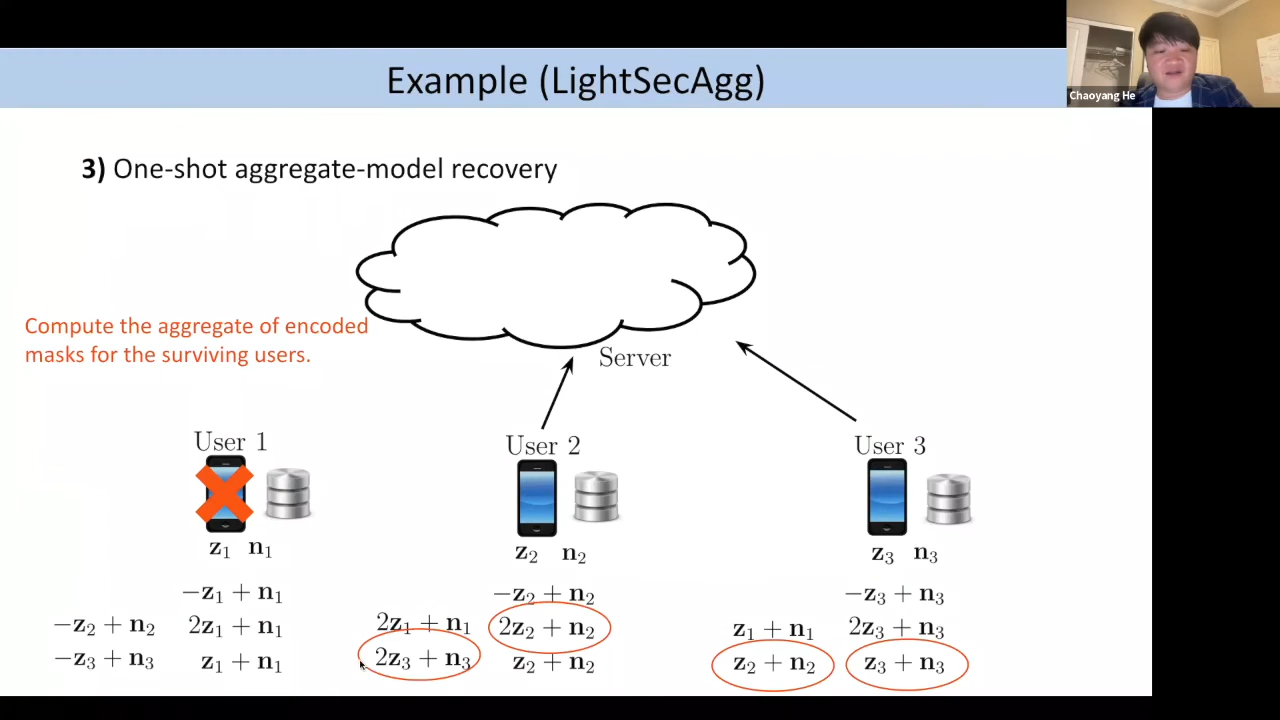 Example (LightSecAgg)
Chaoyang He
3) One-shot aggregate-model recovery
Compute the aggregate of encoded
masks for the surviving users.
Server
User 1
z₁ n₁
−z₁ + n₁
−z₂ + n₂ 2z₁ + n₁
−z₃ + n₃ z₁ + n₁
User 2
z₂ n₂
−z₂ + n₂
2z₁ + n₁ 2z₂ + n₂
2z₃ + n₃ z₂ + n₂
User 3
z₃ n₃
−z₃ + n₃
z₁ + n₁ 2z₃ + n₃
z₂ + n₂ z₃ + n₃